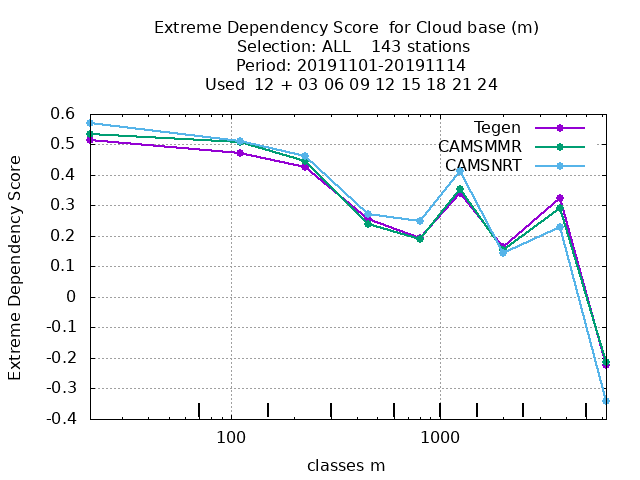 Extreme Dependency Score  for Cloud base (m)
Selection: ALL    143 stations
Period: 20191101-20191114
Used  12 + 03 06 09 12 15 18 21 24
Tegen
CAMSMMR
CAMSNRT
Extreme Dependency Score
0.6
0.5
0.4
0.3
0.2
0.1
0
-0.1
-0.2
-0.3
-0.4
100
1000
classes m